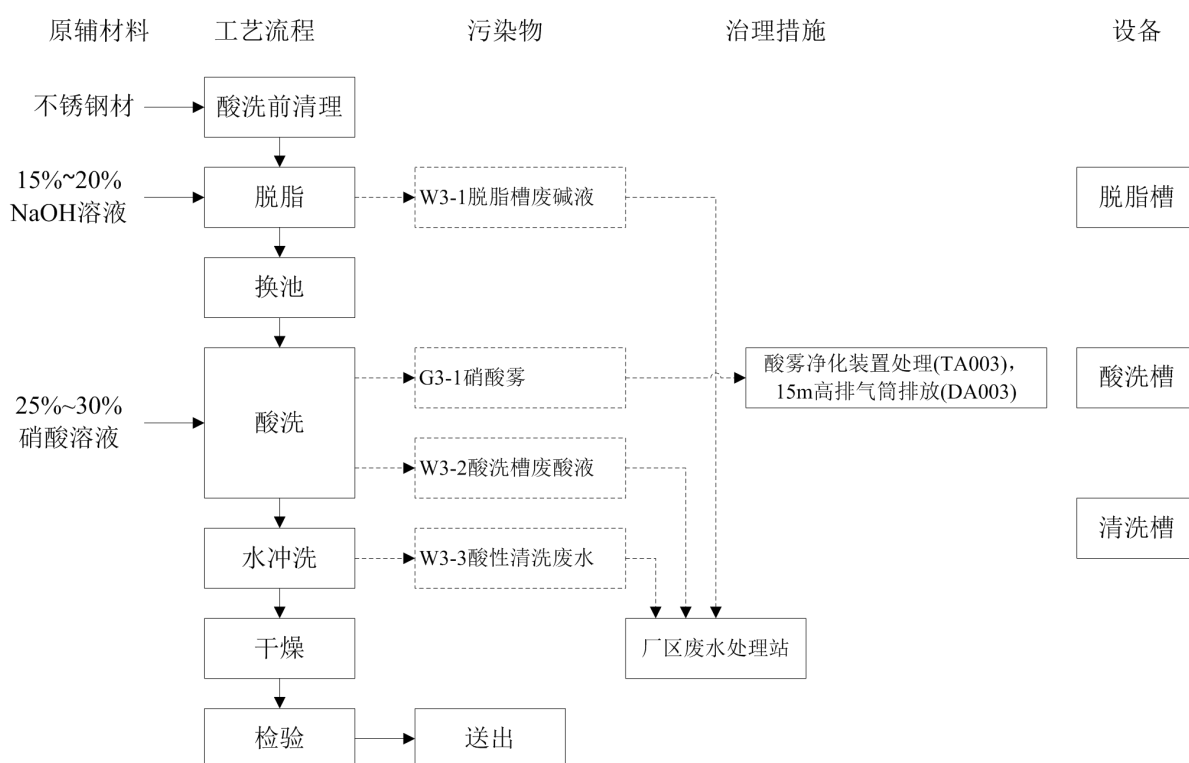 原辅材料
工艺流程
污染物
治理措施
设备
不锈钢材
酸洗前清理
15%~20%
NaOH溶液
脱脂
W3-1脱脂槽废碱液
脱脂槽
换池
25%~30%
硝酸溶液
酸洗
G3-1硝酸雾
酸雾净化装置处理(TA003)，
15m高排气筒排放(DA003)
酸洗槽
W3-2酸洗槽废酸液
水冲洗
W3-3酸性清洗废水
清洗槽
干燥
厂区废水处理站
检验
送出